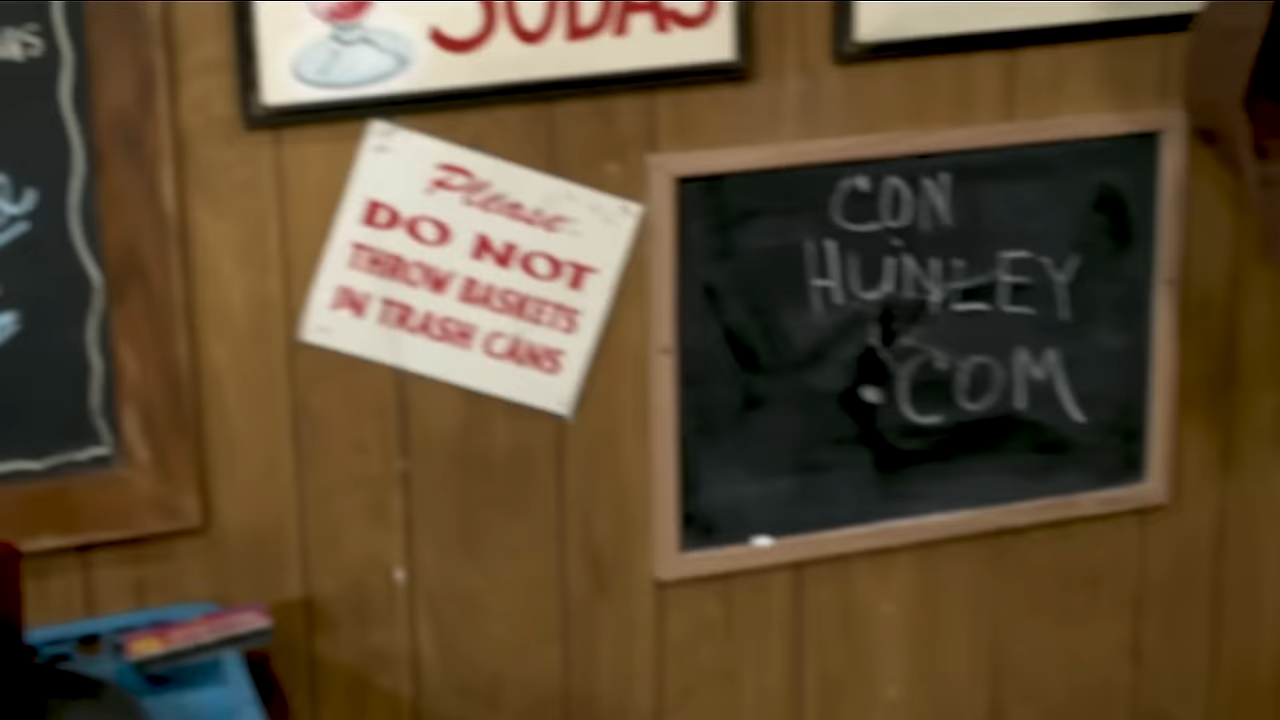 SODAS
Please
DO NOT
THROW BASKETS
IN TRASH CANS
CON
HUNLEY
.COM